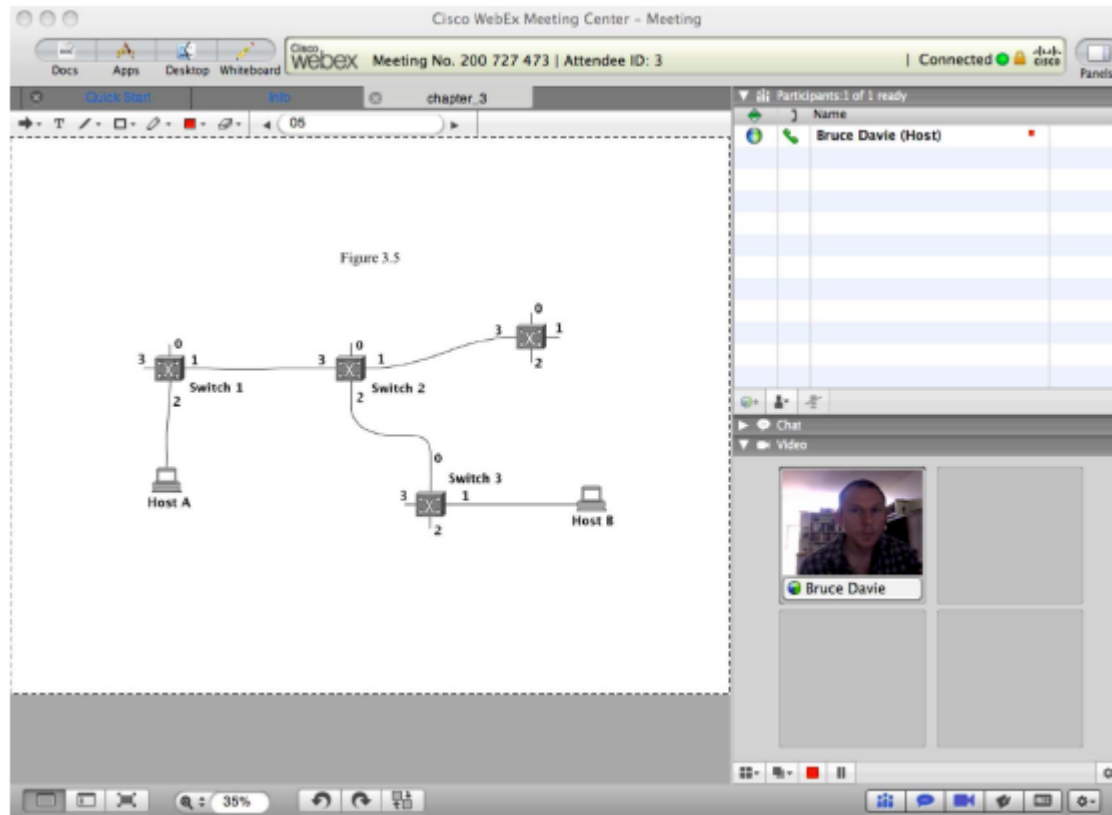 Cisco WebEx Meeting Center - Meeting
Docs Apps Desktop Whiteboard
Cisco webex Meeting No. 200 727 473 | Attendee ID: 3 | Connected cisco
Panels
Quick Start Info chapter_3
T 05
Participants:1 of 1 ready
Name
Bruce Davie (Host)
Figure 3.5
0
3 1
2
0
3 1
Switch 1
2
0
3 1
Switch 2
2
Host A
0
Switch 3
3 1
2
Host B
Chat
Video
Bruce Davie
35%